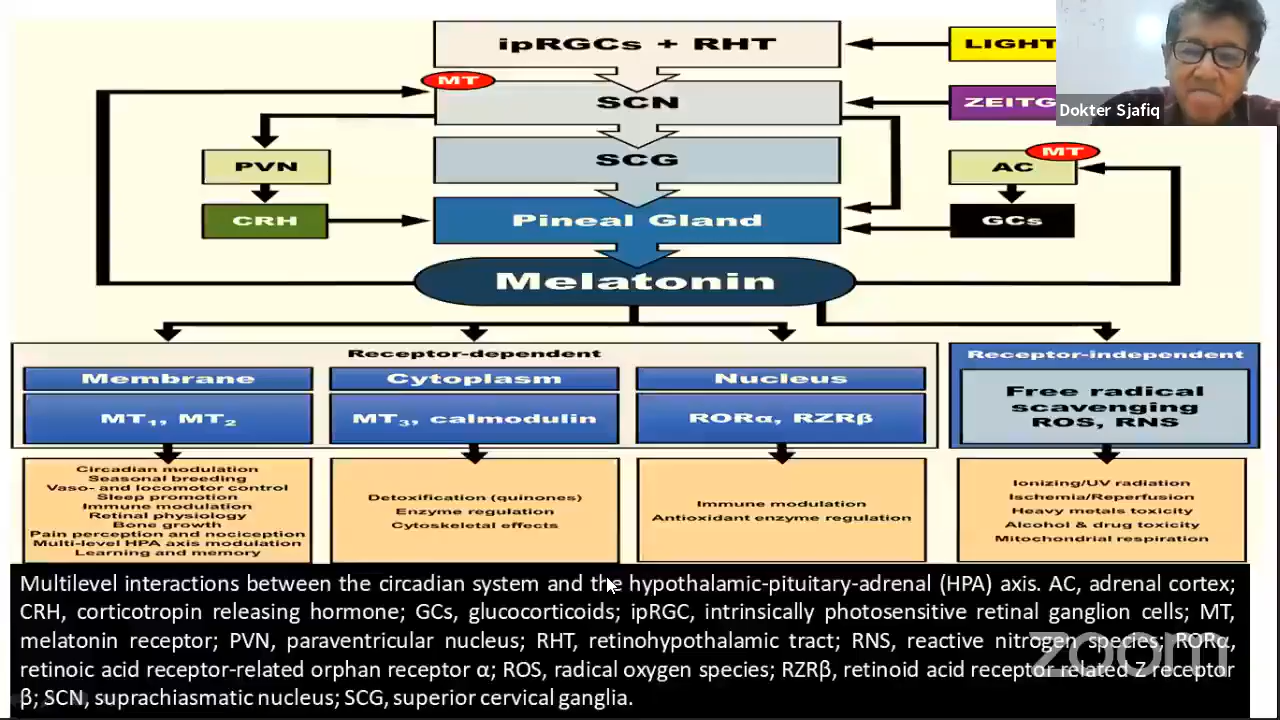 ipRGCs + RHT
LIGHT
MT
SCN
ZEITG
Dokter Sjafiq
PVN
SCG
MT
AC
CRH
Pineal Gland
GCs
Melatonin
Receptor-dependent
Receptor-independent
Membrane
Cytoplasm
Nucleus
Free radical
scavenging
ROS, RNS
MT₁, MT₂
MT₃, calmodulin
RORα, RZRβ
Circadian modulation
Seasonal breeding
Vaso- and locomotor control
Sleep promotion
Immune modulation
Retinal physiology
Bone growth
Pain perception and nociception
Multi-level HPA axis modulation
Learning and memory
Detoxification (quinones)
Enzyme regulation
Cytoskeletal effects
Immune modulation
Antioxidant enzyme regulation
Ionizing/UV radiation
Ischemia/Reperfusion
Heavy metals toxicity
Alcohol & drug toxicity
Mitochondrial respiration
Multilevel interactions between the circadian system and the hypothalamic-pituitary-adrenal (HPA) axis. AC, adrenal cortex;
CRH, corticotropin releasing hormone; GCs, glucocorticoids; ipRGC, intrinsically photosensitive retinal ganglion cells; MT,
melatonin receptor; PVN, paraventricular nucleus; RHT, retinohypothalamic tract; RNS, reactive nitrogen species; RORα,
retinoic acid receptor-related orphan receptor α; ROS, radical oxygen species; RZRβ, retinoid acid receptor related Z receptor
β; SCN, suprachiasmatic nucleus; SCG, superior cervical ganglia.
zoom